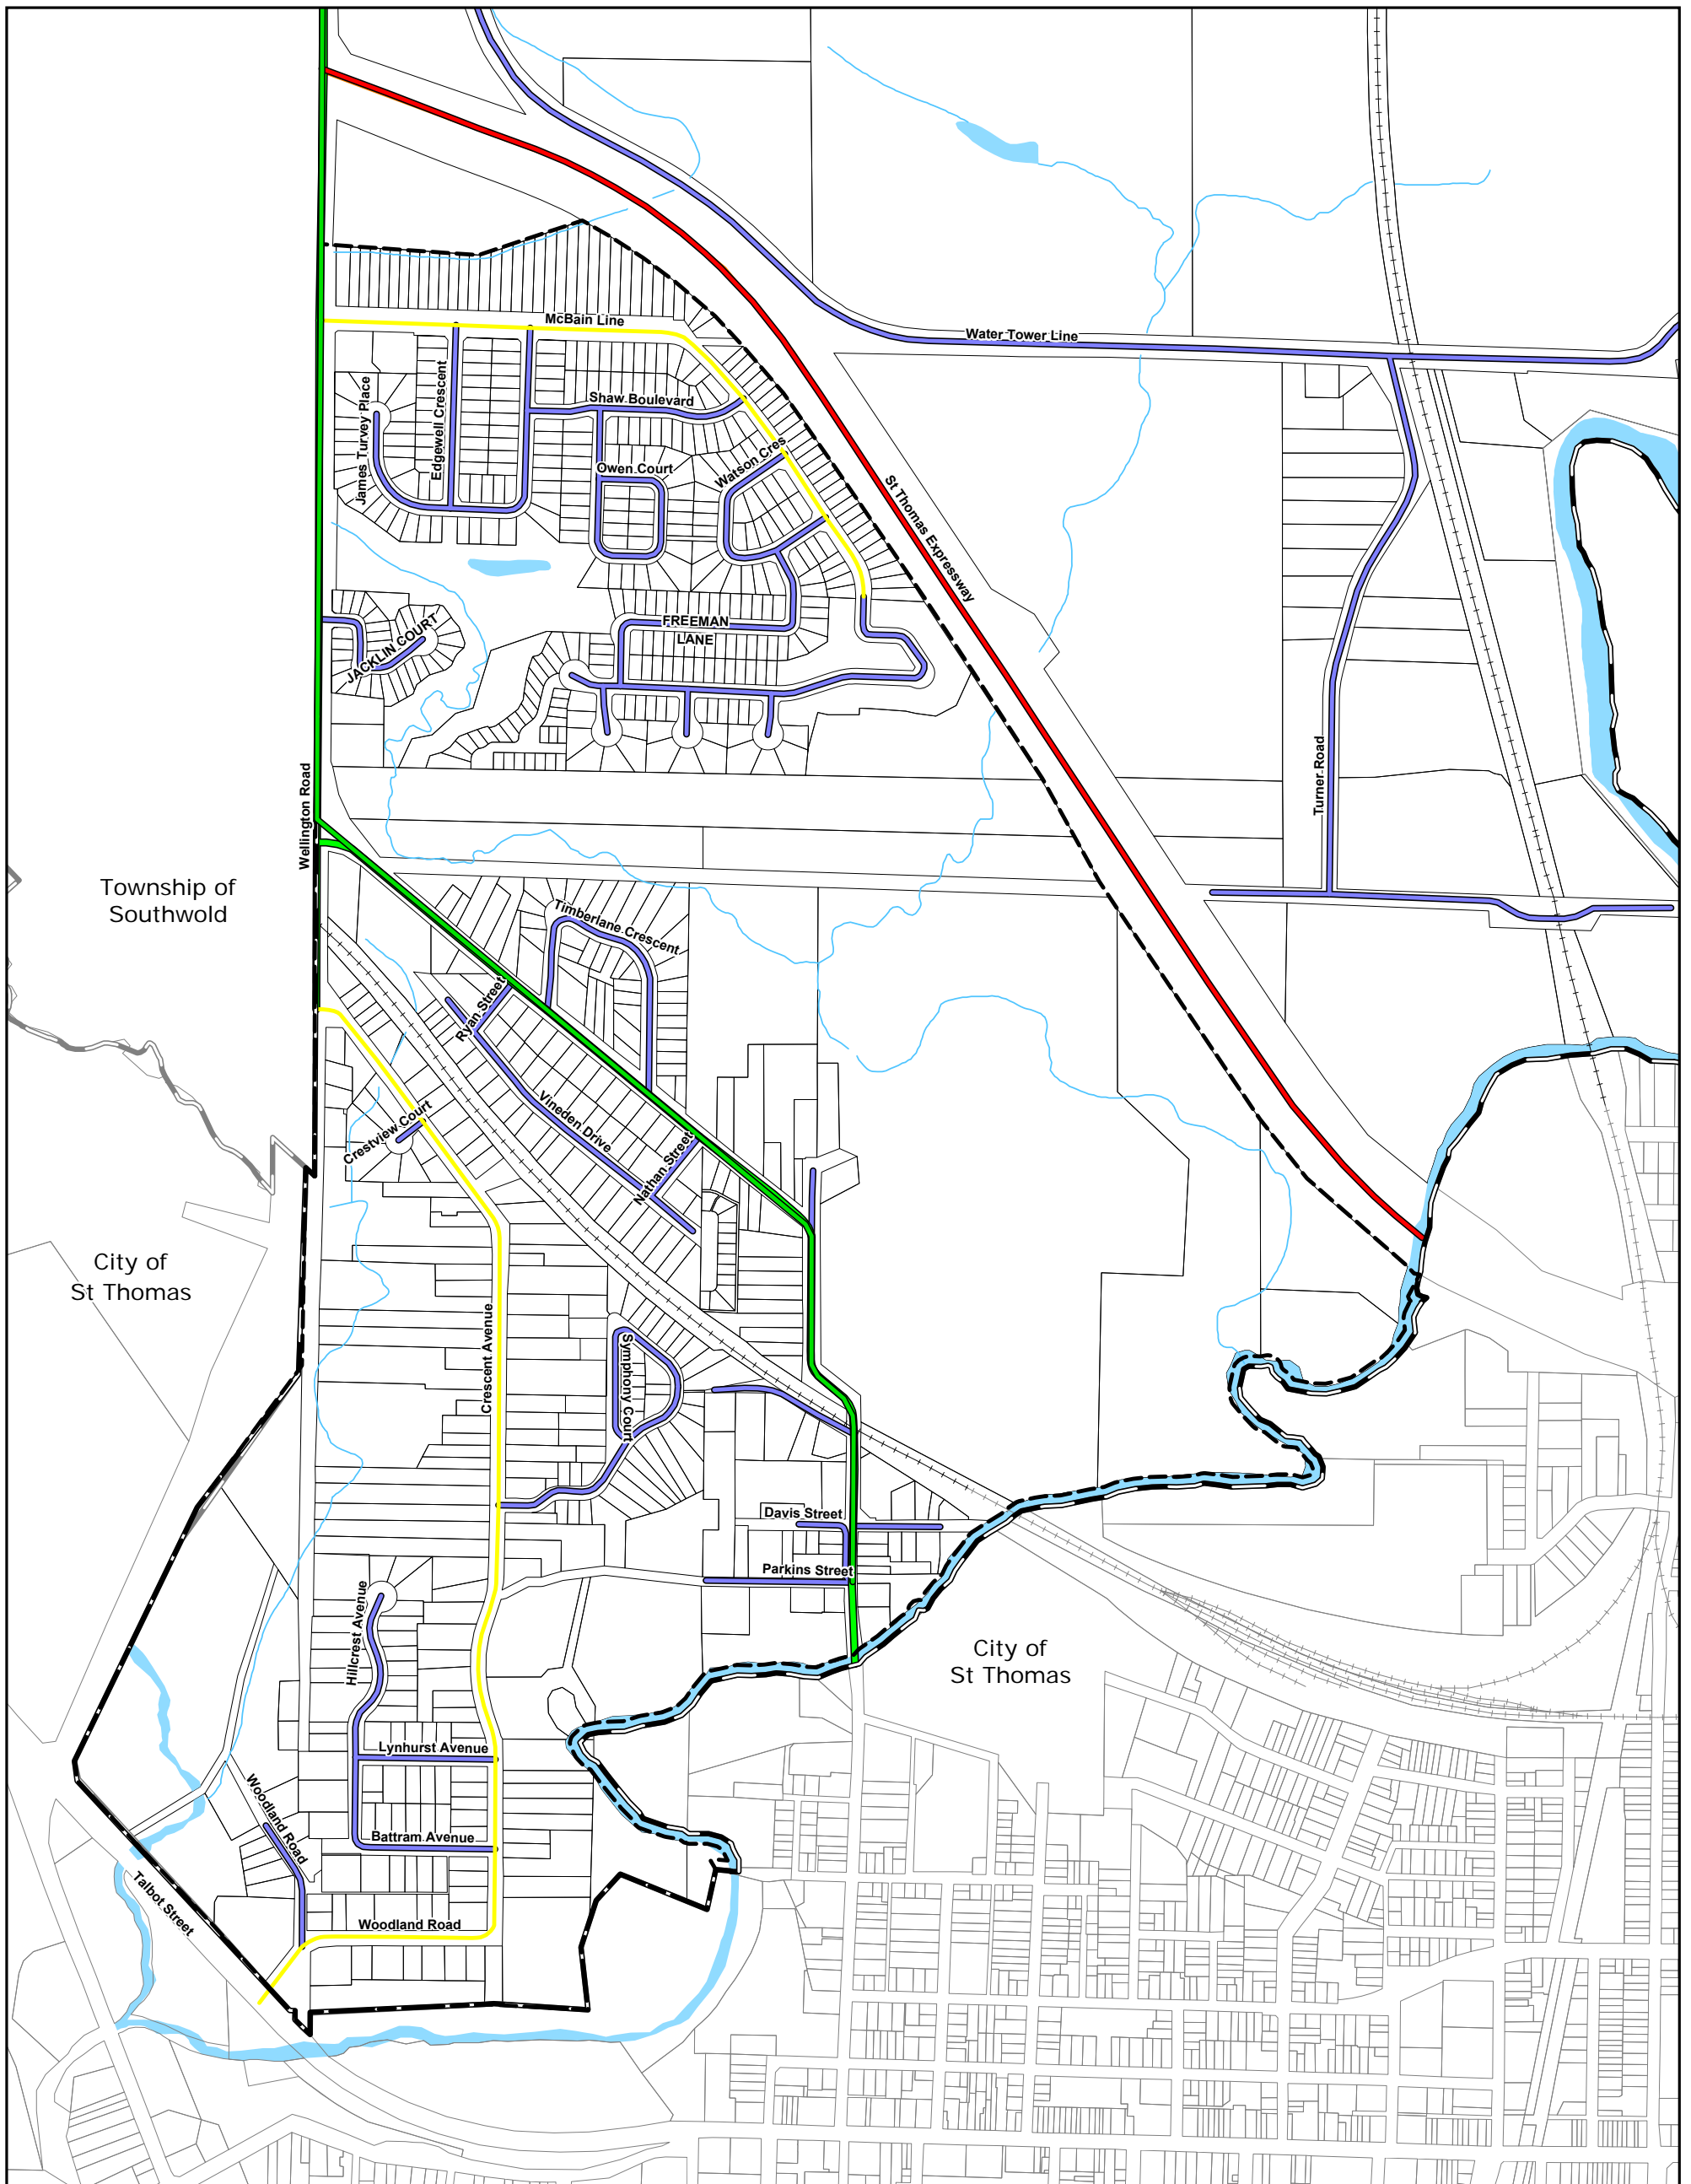 McBain Line
Water Tower Line
James Turvey Place
Edgewell Crescent
Shaw Boulevard
Owen Court
Watson Cres
St Thomas Expressway
FREEMAN
LANE
JACKLIN COURT
Turner Road
Wellington Road
Township of
Southwold
Timberlane Crescent
Ryan Street
Vineden Drive
Crestview Court
Nathan Street
City of
St Thomas
Crescent Avenue
Symphony Court
Davis Street
Parkins Street
Hillcrest Avenue
City of
St Thomas
Lynhurst Avenue
Woodland Road
Battram Avenue
Talbot Street
Woodland Road